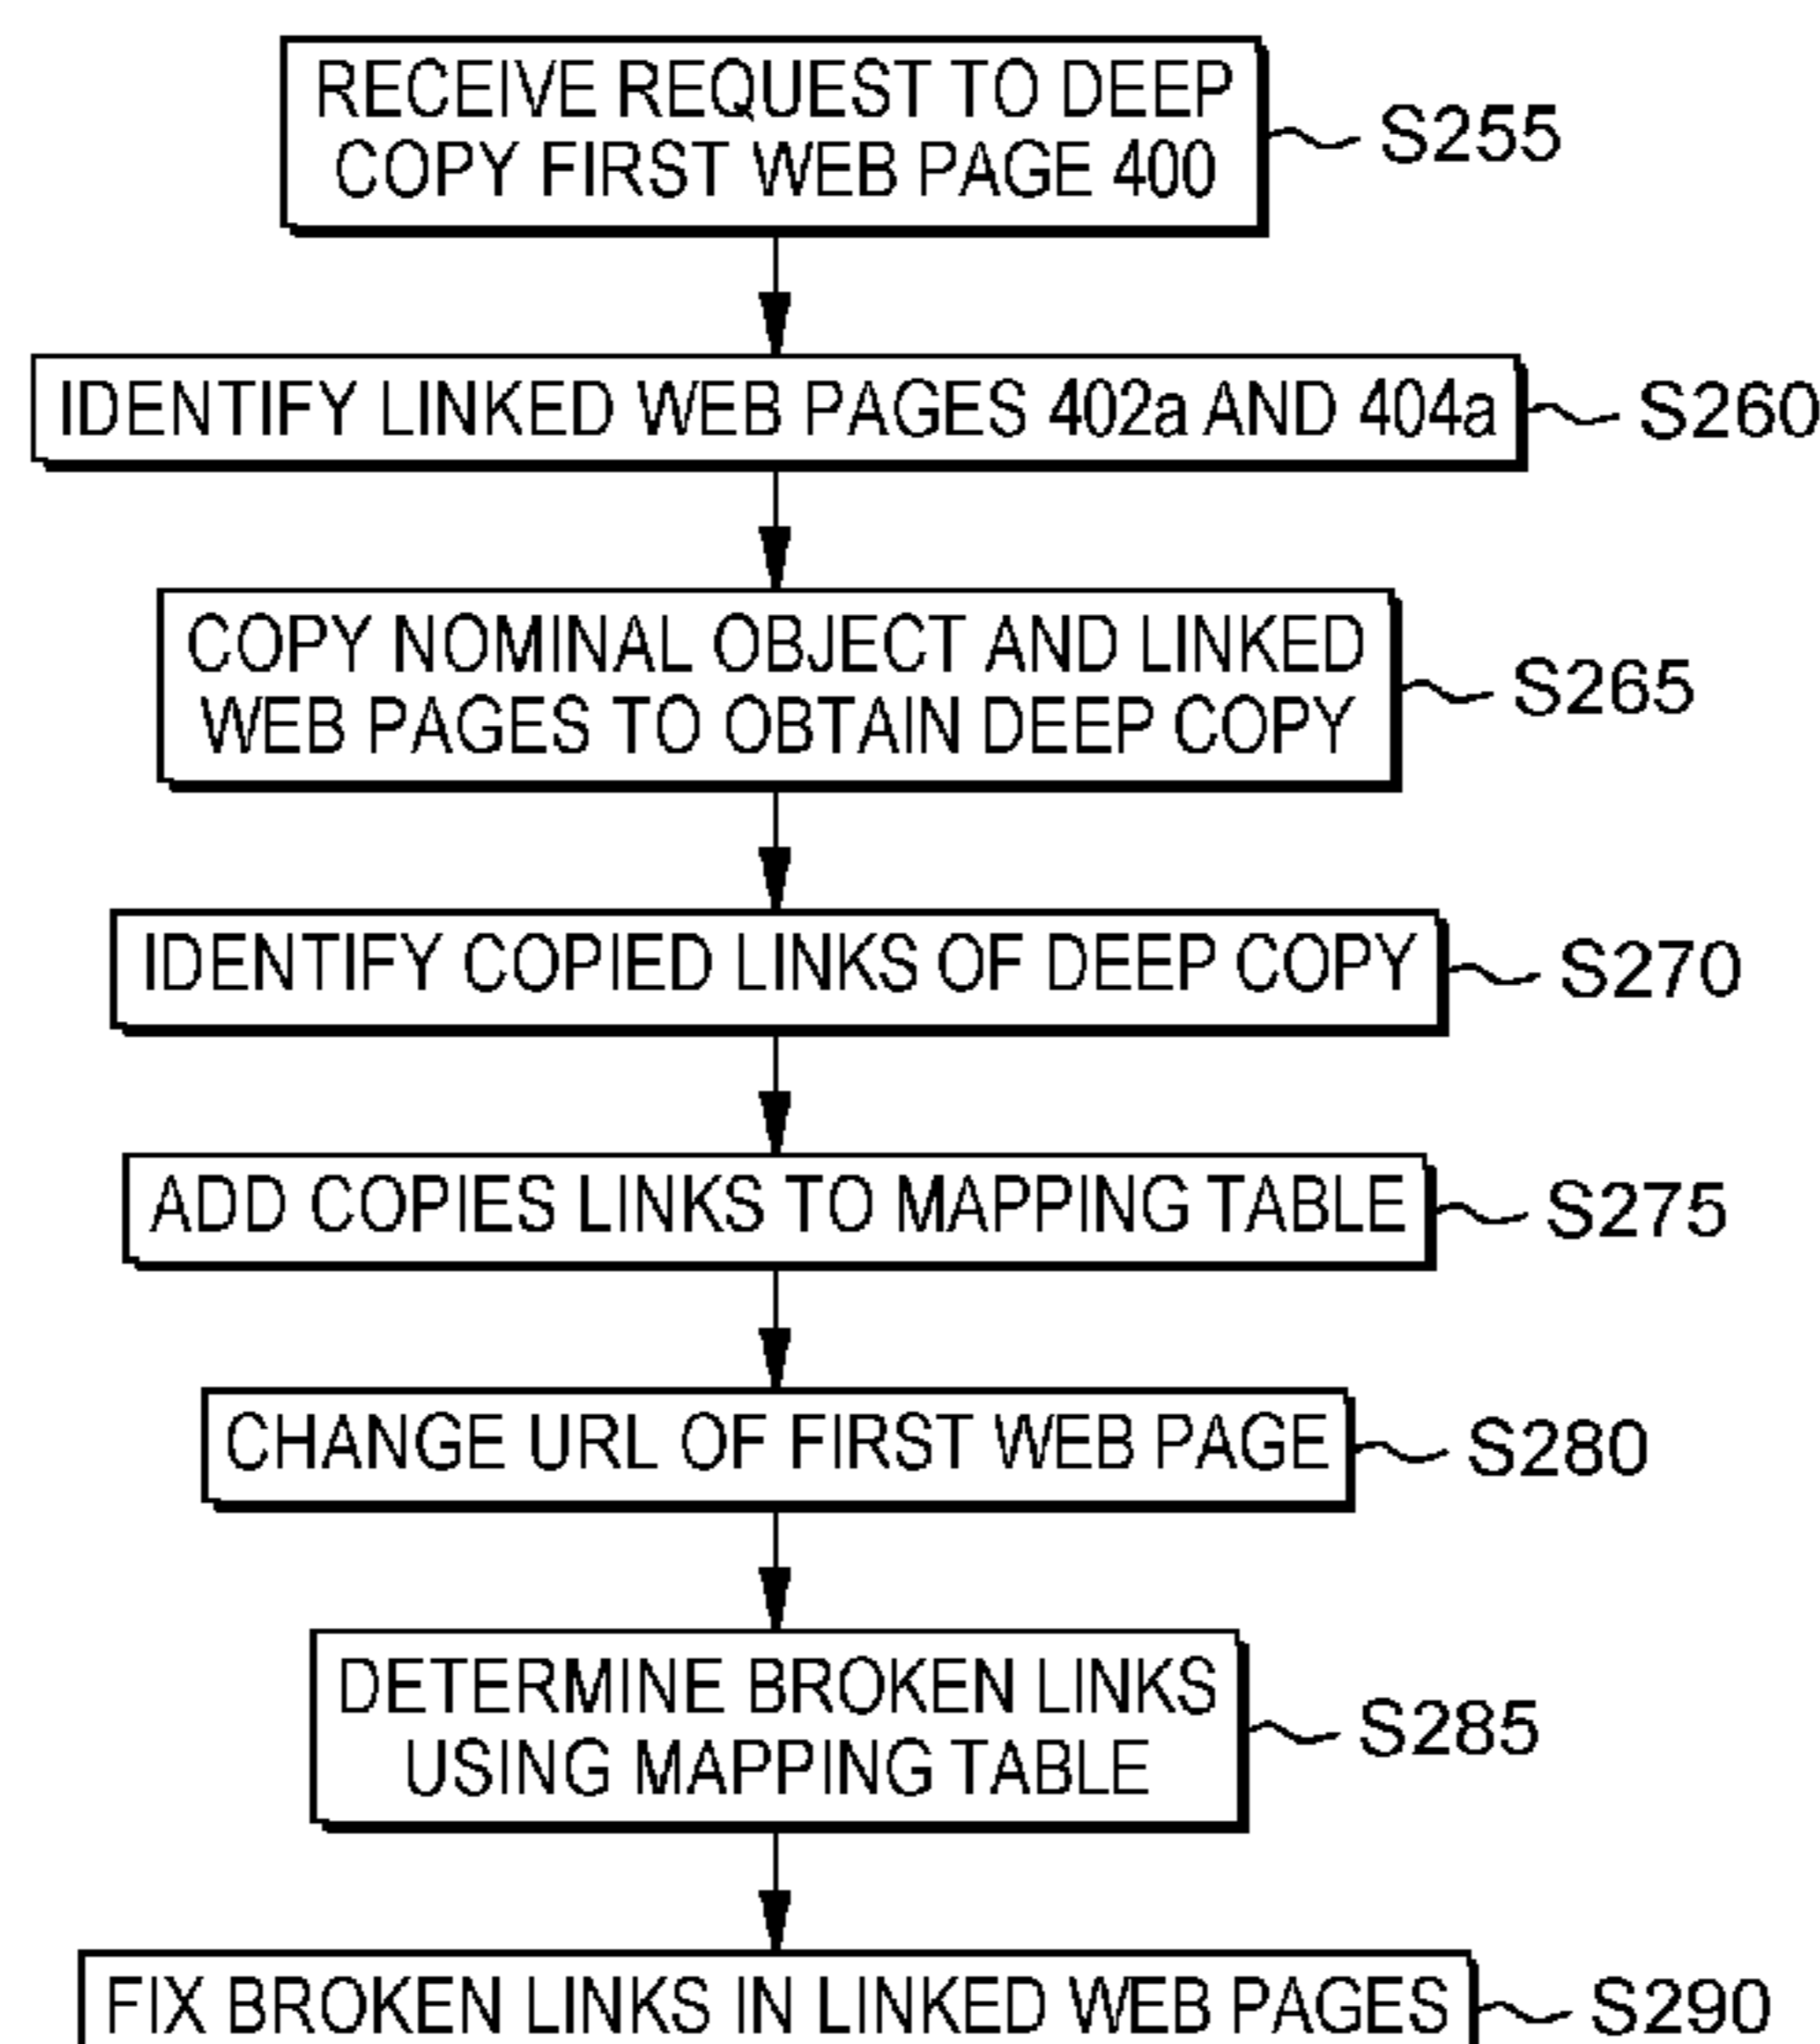 RECEIVE REQUEST TO DEEP
COPY FIRST WEB PAGE 400
S255
IDENTIFY LINKED WEB PAGES 402a AND 404a
S260
COPY NOMINAL OBJECT AND LINKED
WEB PAGES TO OBTAIN DEEP COPY
S265
IDENTIFY COPIED LINKS OF DEEP COPY
S270
ADD COPIES LINKS TO MAPPING TABLE
S275
CHANGE URL OF FIRST WEB PAGE
S280
DETERMINE BROKEN LINKS
USING MAPPING TABLE
S285
FIX BROKEN LINKS IN LINKED WEB PAGES
S290